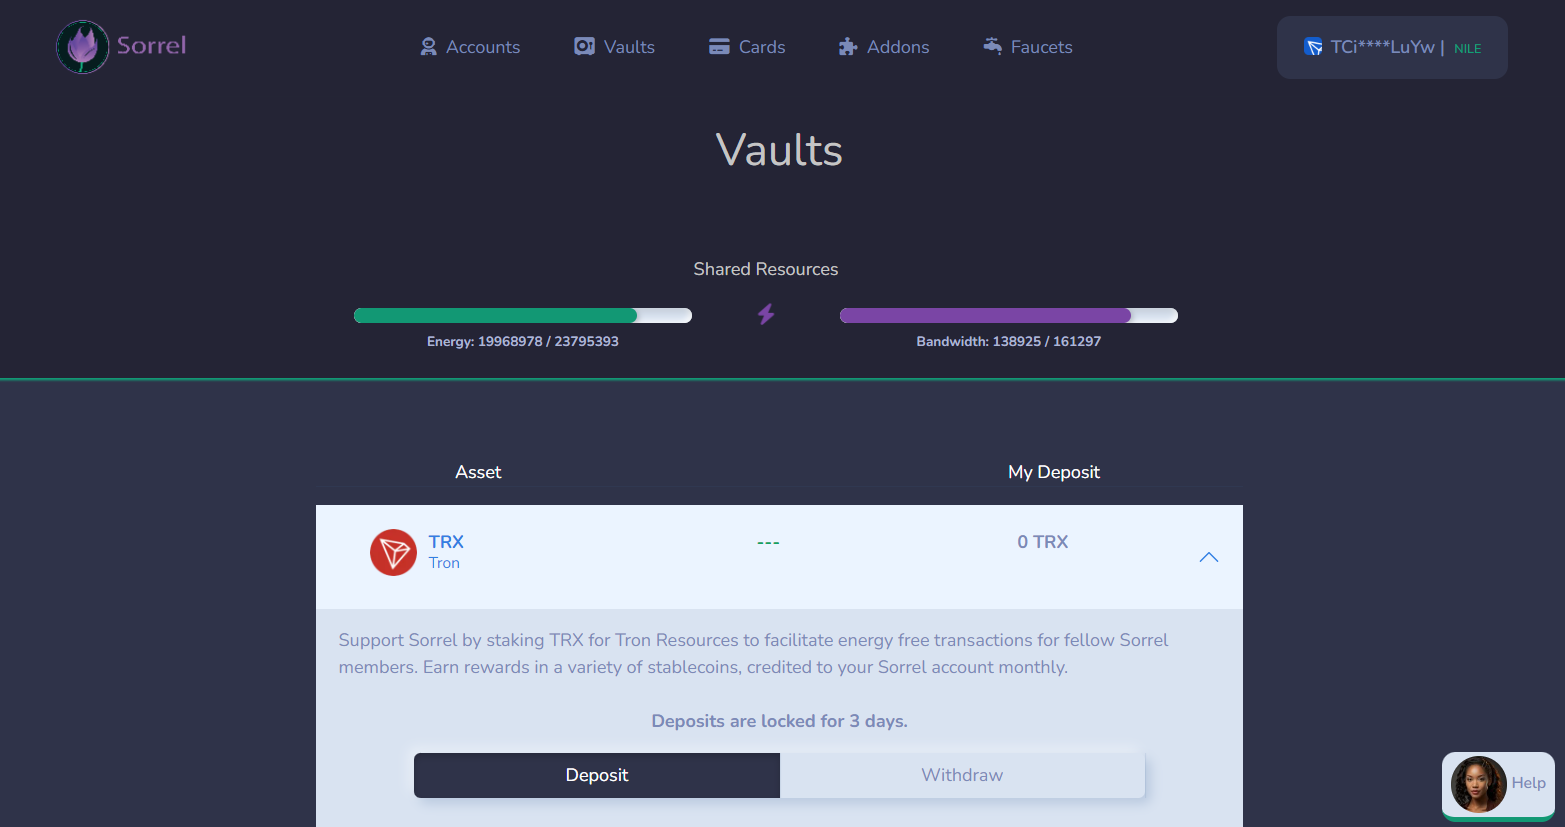 Sorrel
Accounts
Vaults
Cards
Addons
Faucets
TCi****LuYw | NILE
Vaults
Shared Resources
Energy: 19968978 / 23795393
Bandwidth: 138925 / 161297
Asset
My Deposit
TRX
Tron
---
0 TRX
Support Sorrel by staking TRX for Tron Resources to facilitate energy free transactions for fellow Sorrel
members. Earn rewards in a variety of stablecoins, credited to your Sorrel account monthly.
Deposits are locked for 3 days.
Deposit
Withdraw
Help